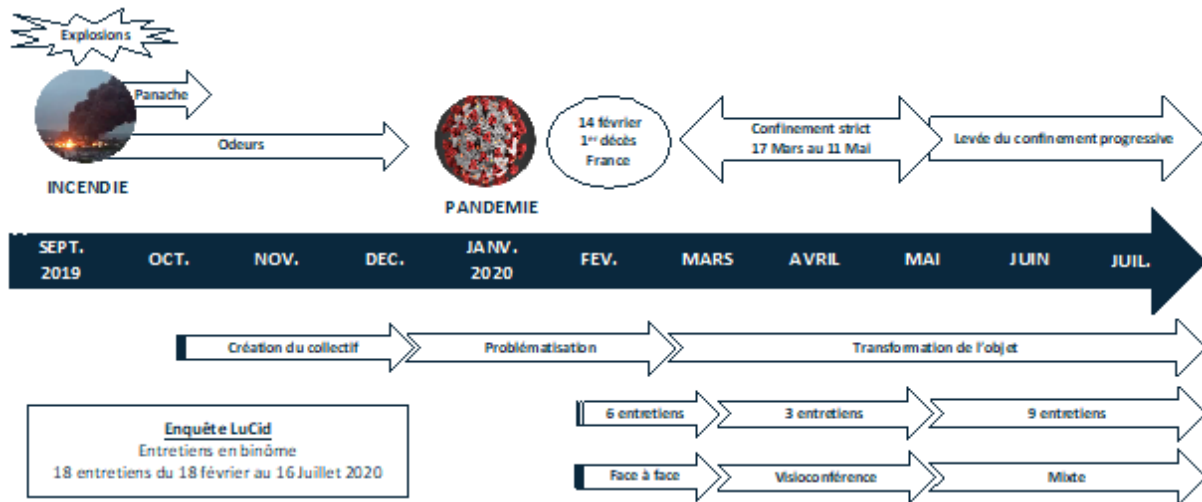 Explosions
Panache
Odeurs
INCENDIE
PANDEMIE
14 février
1er décès
France
Confinement strict
17 Mars au 11 Mai
Levée du confinement progressive
SEPT.
2019
OCT.
NOV.
DEC.
JANV.
2020
FEV.
MARS
AVRIL
MAI
JUIN
JUIL.
Création du collectif
Problématisation
Transformation de l'objet
6 entretiens
3 entretiens
9 entretiens
Enquête LuCid
Entretiens en binôme
18 entretiens du 18 février au 16 Juillet 2020
Face à face
Visioconférence
Mixte